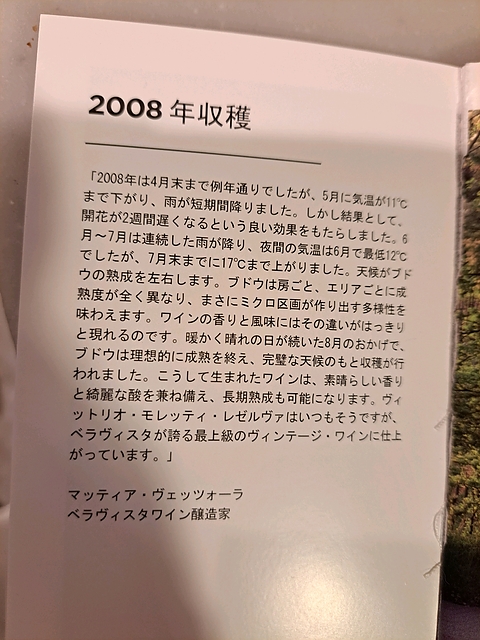 2008 年収穫
「2008年は4月末まで例年通りでしたが、5月に気温が11℃
まで下がり、雨が短期間降りました。しかし結果として、
開花が2週間遅くなるという良い効果をもたらしました。6
月〜7月は連続した雨が降り、夜間の気温は6月で最低12℃
でしたが、7月末までに17℃まで上がりました。天候がブド
ウの熟成を左右します。ブドウは房ごと、エリアごとに成
熟度が全く異なり、まさにミクロ区画が作り出す多様性を
味わえます。ワインの香りと風味にはその違いがはっきり
と現れるのです。暖かく晴れの日が続いた8月のおかげで、
ブドウは理想的に成熟を終え、完璧な天候のもと収穫が行
われました。こうして生まれたワインは、素晴らしい香り
と綺麗な酸を兼ね備え、長期熟成も可能になります。ヴィ
ットリオ・モレッティ・レゼルヴァはいつもそうですが、
ベラヴィスタが誇る最上級のヴィンテージ・ワインに仕上
がっています。」
マッティア・ヴェッツォーラ
ベラヴィスタワイン醸造家